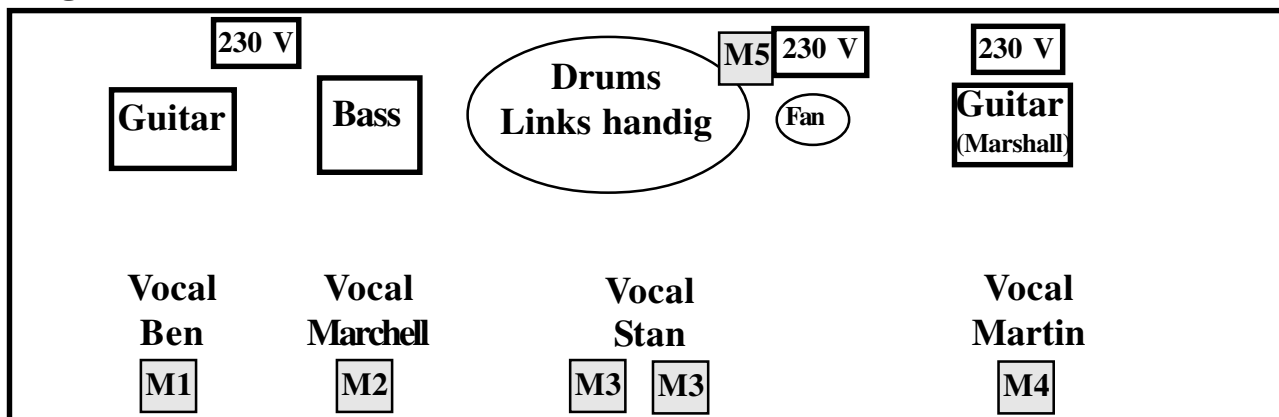 230 V
M5
230 V
230 V
Guitar
Bass
Drums
Links handig
Fan
Guitar
(Marshall)
Vocal
Ben
Vocal
Marchell
Vocal
Stan
Vocal
Martin
M1
M2
M3
M3
M4